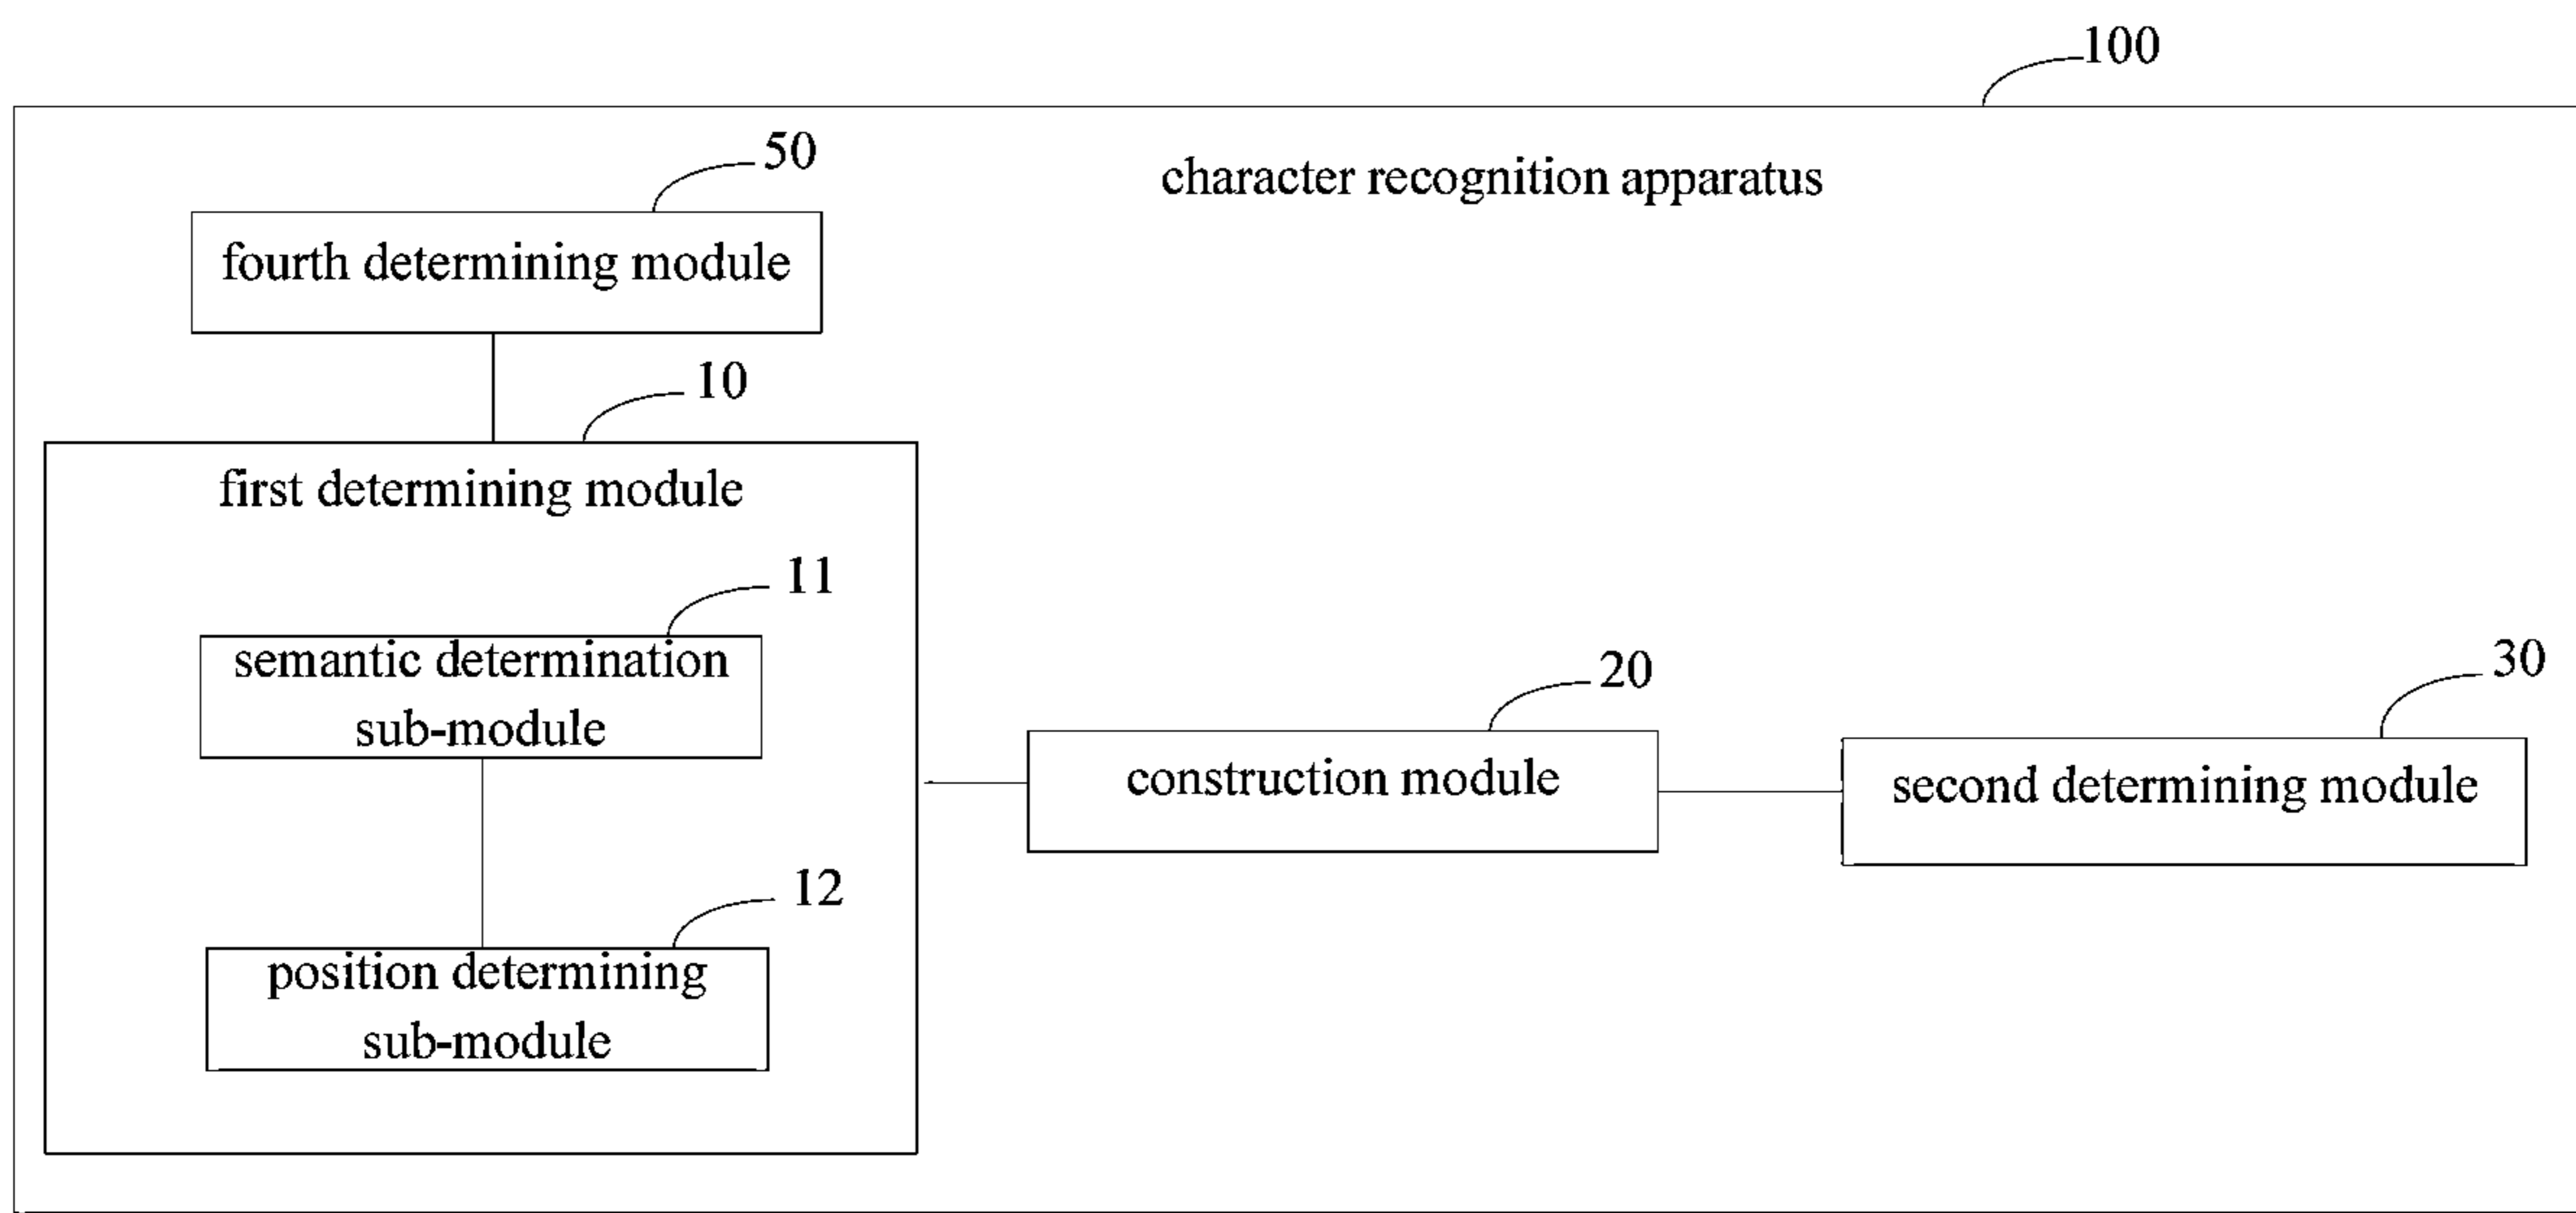 100
character recognition apparatus
50
fourth determining module
10
first determining module
11
semantic determination
sub-module
12
position determining
sub-module
20
construction module
30
second determining module